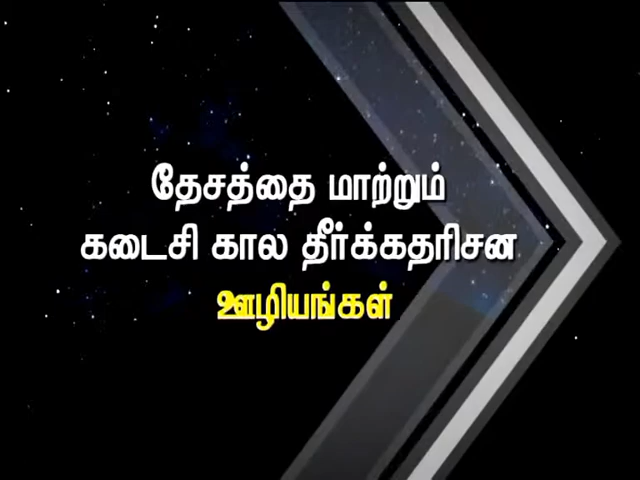 தேசத்தை மாற்றும்
கடைசி கால தீர்க்கதரிசன
ஊழியங்கள்